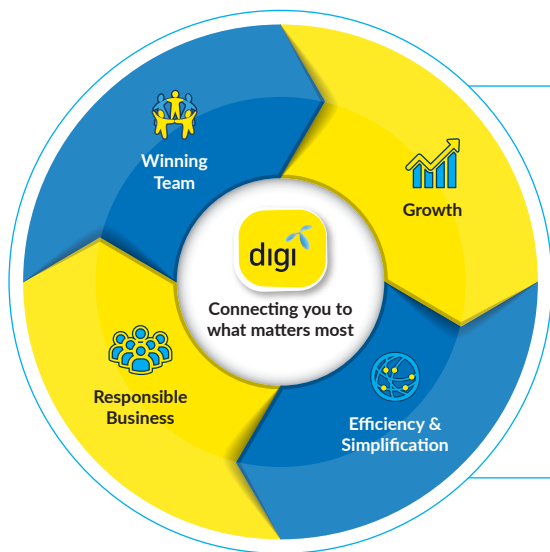 Winning
Team
Growth
digi
Connecting you to
what matters most
Responsible
Business
Efficiency &
Simplification